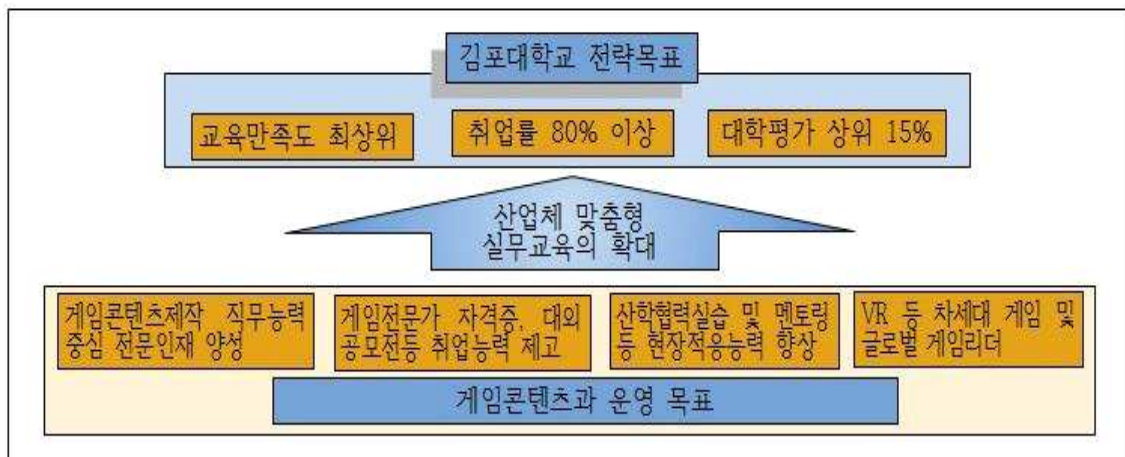 김포대학교 전략목표
교육만족도 최상위
취업률 80% 이상
대학평가 상위 15%
산업체 맞춤형
실무교육의 확대
게임콘텐츠제작 직무능력
중심 전문인재 양성
게임전문가 자격증, 대외
공모전등 취업능력 제고
산학협력실습 및 멘토링
등 현장적응능력 향상
VR 등 차세대 게임 및
글로벌 게임리더
게임콘텐츠과 운영 목표